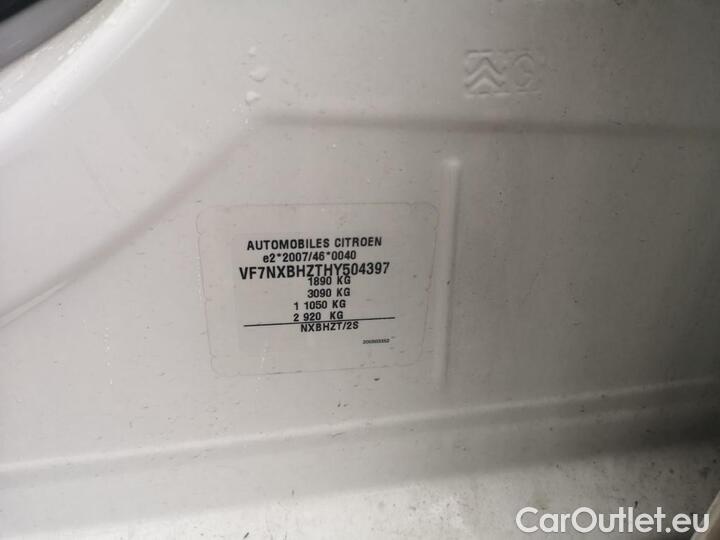 AUTOMOBILES CITROEN
e2*2007/46*0040
VF7NXBHZTHY504397
1890 KG
3090 KG
1 1050 KG
2 920 KG
NXBHZT/2S
CarOutlet.eu